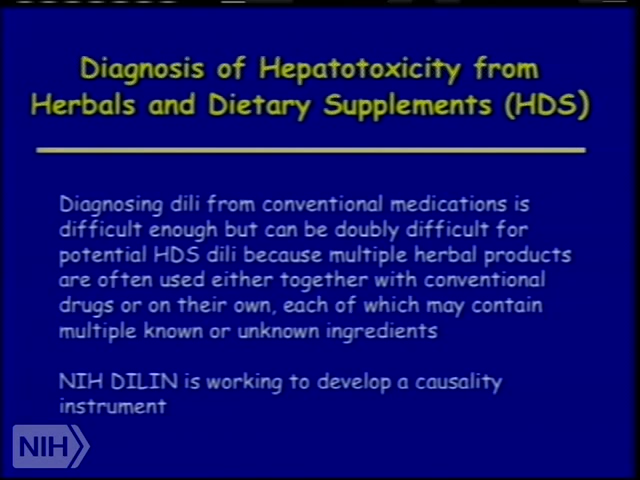 Diagnosis of Hepatotoxicity from
Herbals and Dietary Supplements (HDS)
Diagnosing dili from conventional medications is
difficult enough but can be doubly difficult for
potential HDS dili because multiple herbal products
are often used either together with conventional
drugs or on their own, each of which may contain
multiple known or unknown ingredients
NIH DILIN is working to develop a causality
instrument
NIH